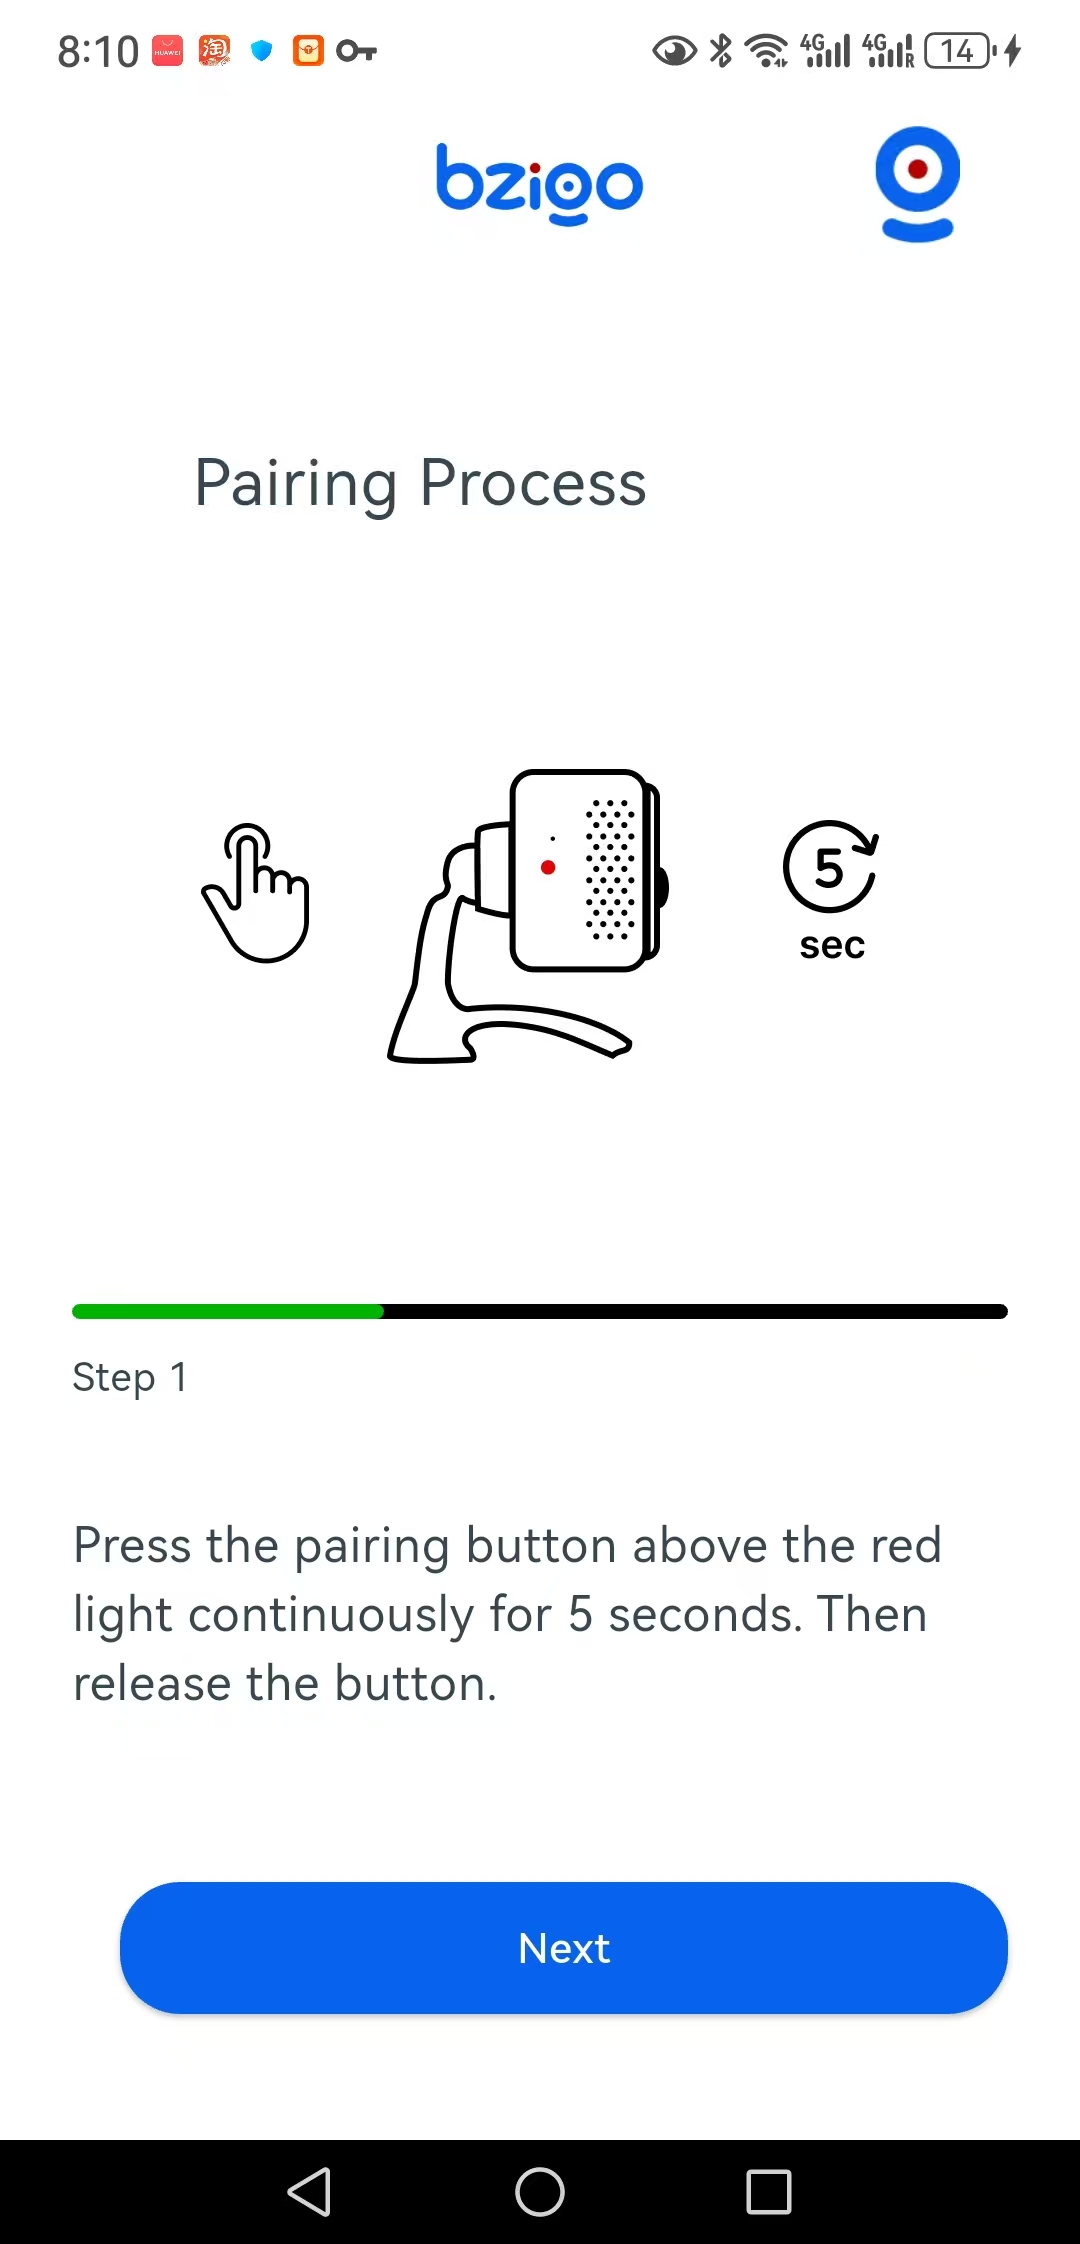 8:10 HUAWEI 淘 4G 4G R 14
bzigo
Pairing Process
5
sec
Step 1
Press the pairing button above the red
light continuously for 5 seconds. Then
release the button.
Next